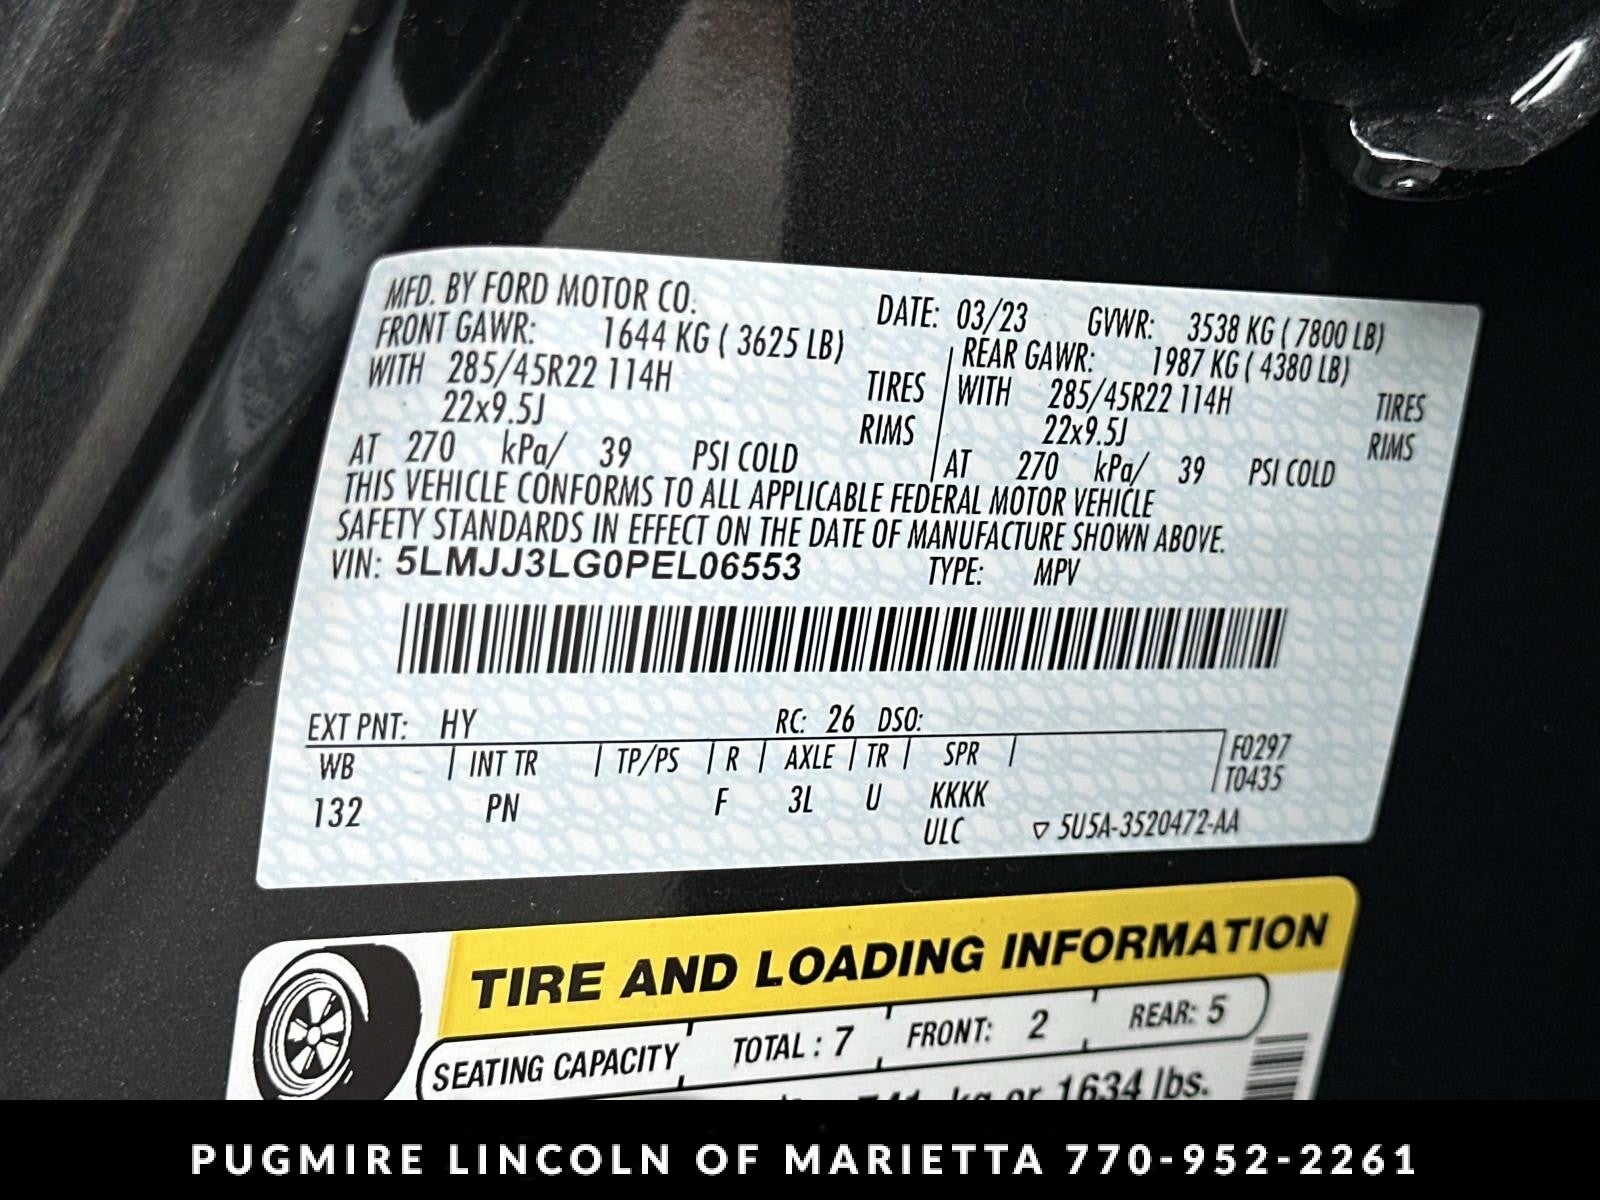 MFD. BY FORD MOTOR CO. DATE: 03/23 GVWR: 3538 KG ( 7800 LB)
FRONT GAWR: 1644 KG ( 3625 LB) REAR GAWR: 1987 KG ( 4380 LB)
WITH 285/45R22 114H TIRES WITH 285/45R22 114H TIRES
22x9.5J RIMS 22x9.5J RIMS
AT 270 kPa/ 39 PSI COLD AT 270 kPa/ 39 PSI COLD
THIS VEHICLE CONFORMS TO ALL APPLICABLE FEDERAL MOTOR VEHICLE
SAFETY STANDARDS IN EFFECT ON THE DATE OF MANUFACTURE SHOWN ABOVE.
VIN: 5LMJJ3LG0PEL06553 TYPE: MPV
EXT PNT: HY RC: 26 DSO:
WB INT TR TP/PS R AXLE TR SPR F0297
T0435
132 PN F 3L U KKKK
ULC ▽ 5U5A-3520472-AA
TIRE AND LOADING INFORMATION
SEATING CAPACITY TOTAL : 7 FRONT: 2 REAR: 5
kg or 1634 lbs.
PUGMIRE LINCOLN OF MARIETTA 770-952-2261